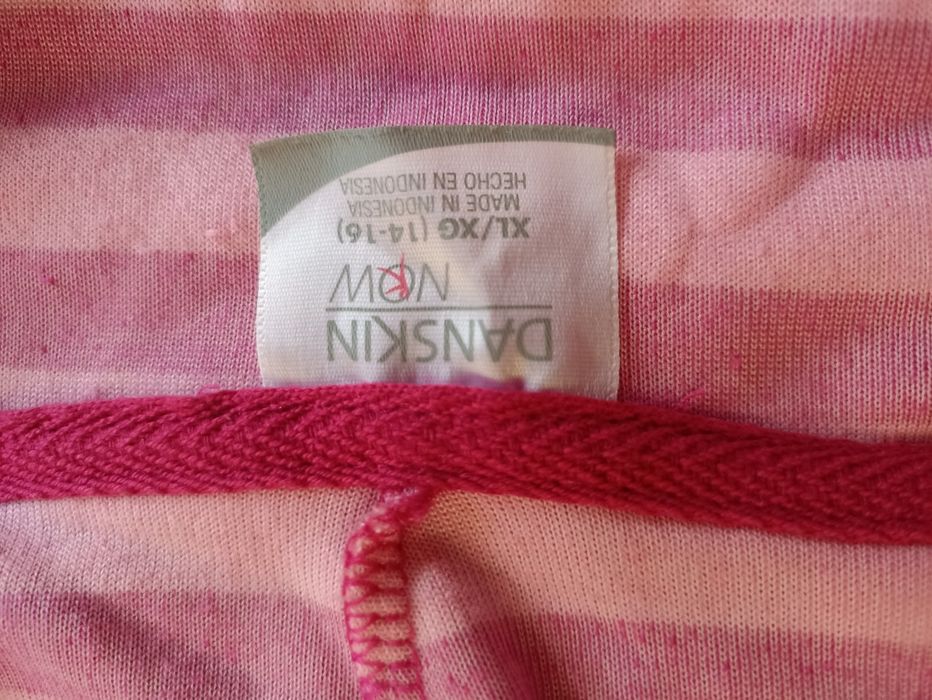 DANSKIN
NOW
XL/XG (14-16)
MADE IN INDONESIA
HECHO EN INDONESIA